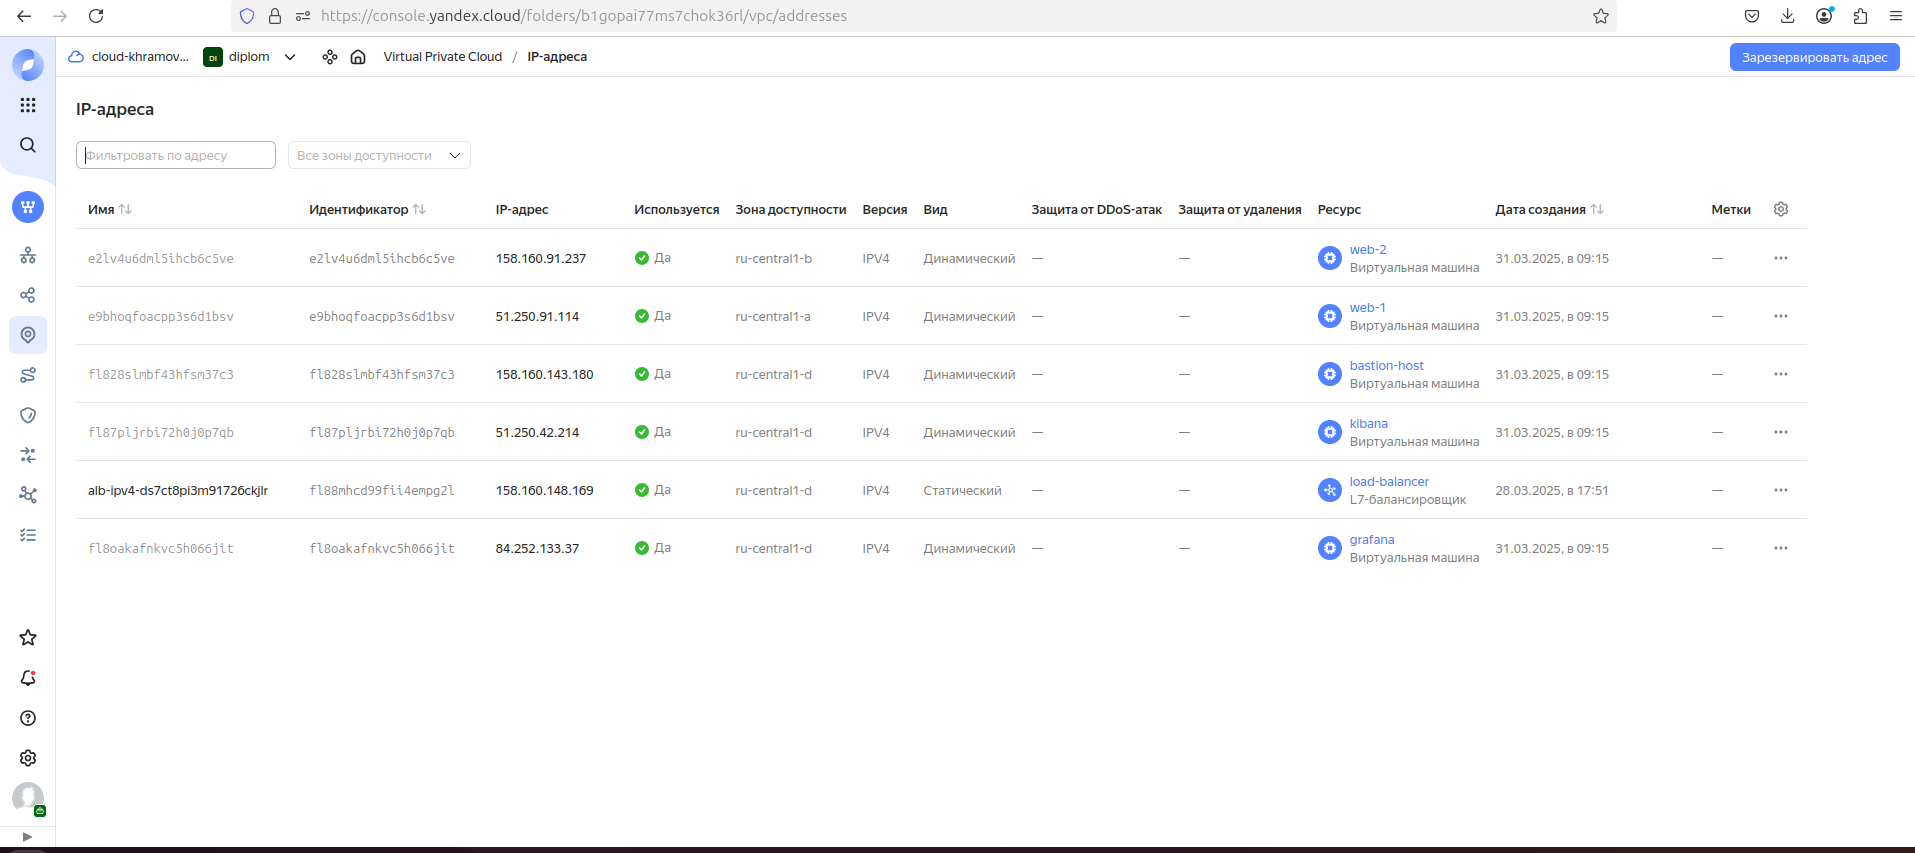 https://console.yandex.cloud/folders/b1gopai77ms7chok36rl/vpc/addresses
cloud-khramov... DI diplom Virtual Private Cloud / IP-адреса Зарезервировать адрес
IP-адреса
Фильтровать по адресу Все зоны доступности
Имя Идентификатор IP-адрес Используется Зона доступности Версия Вид Защита от DDoS-атак Защита от удаления Ресурс Дата создания Метки
e2lv4u6dml5ihcb6c5ve e2lv4u6dml5ihcb6c5ve 158.160.91.237 Да ru-central1-b IPV4 Динамический — — web-2 31.03.2025, в 09:15 —
Виртуальная машина
e9bhoqfoacpp3s6d1bsv e9bhoqfoacpp3s6d1bsv 51.250.91.114 Да ru-central1-a IPV4 Динамический — — web-1 31.03.2025, в 09:15 —
Виртуальная машина
fl828slmbf43hfsm37c3 fl828slmbf43hfsm37c3 158.160.143.180 Да ru-central1-d IPV4 Динамический — — bastion-host 31.03.2025, в 09:15 —
Виртуальная машина
fl87pljrbi72h0j0p7qb fl87pljrbi72h0j0p7qb 51.250.42.214 Да ru-central1-d IPV4 Динамический — — kibana 31.03.2025, в 09:15 —
Виртуальная машина
alb-ipv4-ds7ct8pi3m91726ckjlr fl88mhcd99fii4empg2l 158.160.148.169 Да ru-central1-d IPV4 Статический — — load-balancer 28.03.2025, в 17:51 —
L7-балансировщик
fl8oakafnkvc5h066jit fl8oakafnkvc5h066jit 84.252.133.37 Да ru-central1-d IPV4 Динамический — — grafana 31.03.2025, в 09:15 —
Виртуальная машина